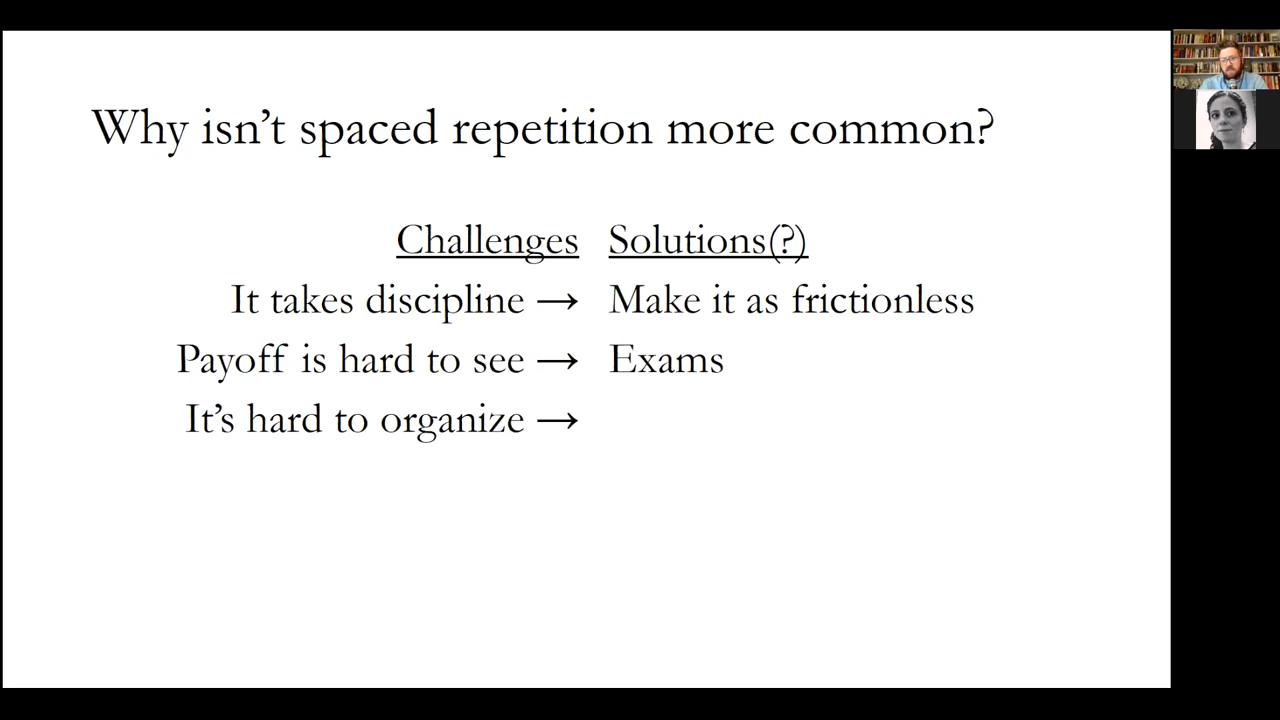 Why isn't spaced repetition more common?
Challenges Solutions(?)
It takes discipline → Make it as frictionless
Payoff is hard to see → Exams
It's hard to organize →